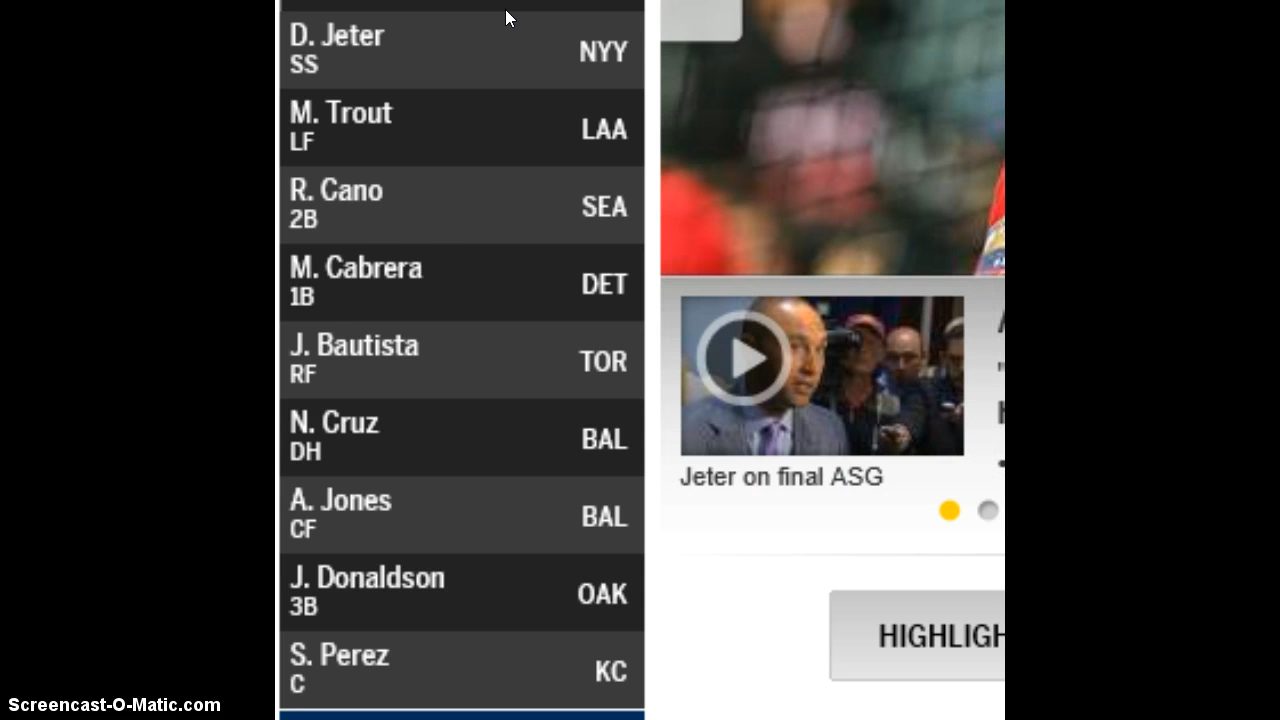 D. Jeter
SS
NYY
M. Trout
LF
LAA
R. Cano
2B
SEA
M. Cabrera
1B
DET
J. Bautista
RF
TOR
N. Cruz
DH
BAL
A. Jones
CF
BAL
J. Donaldson
3B
OAK
S. Perez
C
KC
Jeter on final ASG
HIGHLIGH
Screencast-O-Matic.com